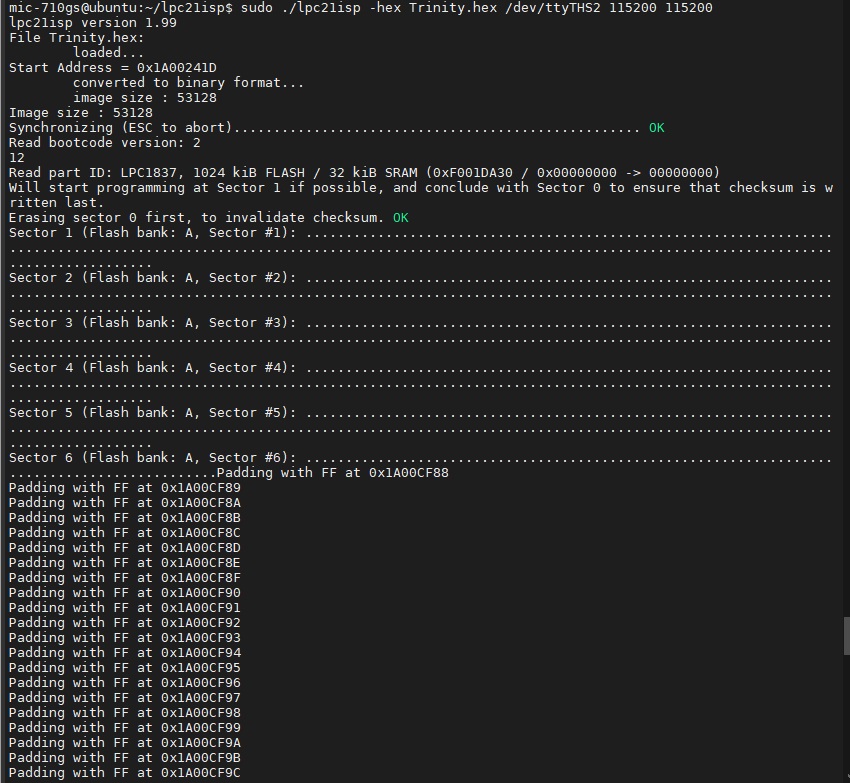 mic-710gs@ubuntu:~/lpc21isp$ sudo ./lpc21isp -hex Trinity.hex /dev/ttyTHS2 115200 115200
lpc21isp version 1.99
File Trinity.hex:
loaded...
Start Address = 0x1A00241D
converted to binary format...
image size : 53128
Image size : 53128
Synchronizing (ESC to abort)................................................... OK
Read bootcode version: 2
12
Read part ID: LPC1837, 1024 kiB FLASH / 32 kiB SRAM (0xF001DA30 / 0x00000000 -> 00000000)
Will start programming at Sector 1 if possible, and conclude with Sector 0 to ensure that checksum is w
ritten last.
Erasing sector 0 first, to invalidate checksum. OK
Sector 1 (Flash bank: A, Sector #1): ..................................................................
.......................................................................................................
..................
Sector 2 (Flash bank: A, Sector #2): ..................................................................
.......................................................................................................
..................
Sector 3 (Flash bank: A, Sector #3): ..................................................................
.......................................................................................................
..................
Sector 4 (Flash bank: A, Sector #4): ..................................................................
.......................................................................................................
..................
Sector 5 (Flash bank: A, Sector #5): ..................................................................
.......................................................................................................
..................
Sector 6 (Flash bank: A, Sector #6): ..................................................................
..........................Padding with FF at 0x1A00CF88
Padding with FF at 0x1A00CF89
Padding with FF at 0x1A00CF8A
Padding with FF at 0x1A00CF8B
Padding with FF at 0x1A00CF8C
Padding with FF at 0x1A00CF8D
Padding with FF at 0x1A00CF8E
Padding with FF at 0x1A00CF8F
Padding with FF at 0x1A00CF90
Padding with FF at 0x1A00CF91
Padding with FF at 0x1A00CF92
Padding with FF at 0x1A00CF93
Padding with FF at 0x1A00CF94
Padding with FF at 0x1A00CF95
Padding with FF at 0x1A00CF96
Padding with FF at 0x1A00CF97
Padding with FF at 0x1A00CF98
Padding with FF at 0x1A00CF99
Padding with FF at 0x1A00CF9A
Padding with FF at 0x1A00CF9B
Padding with FF at 0x1A00CF9C